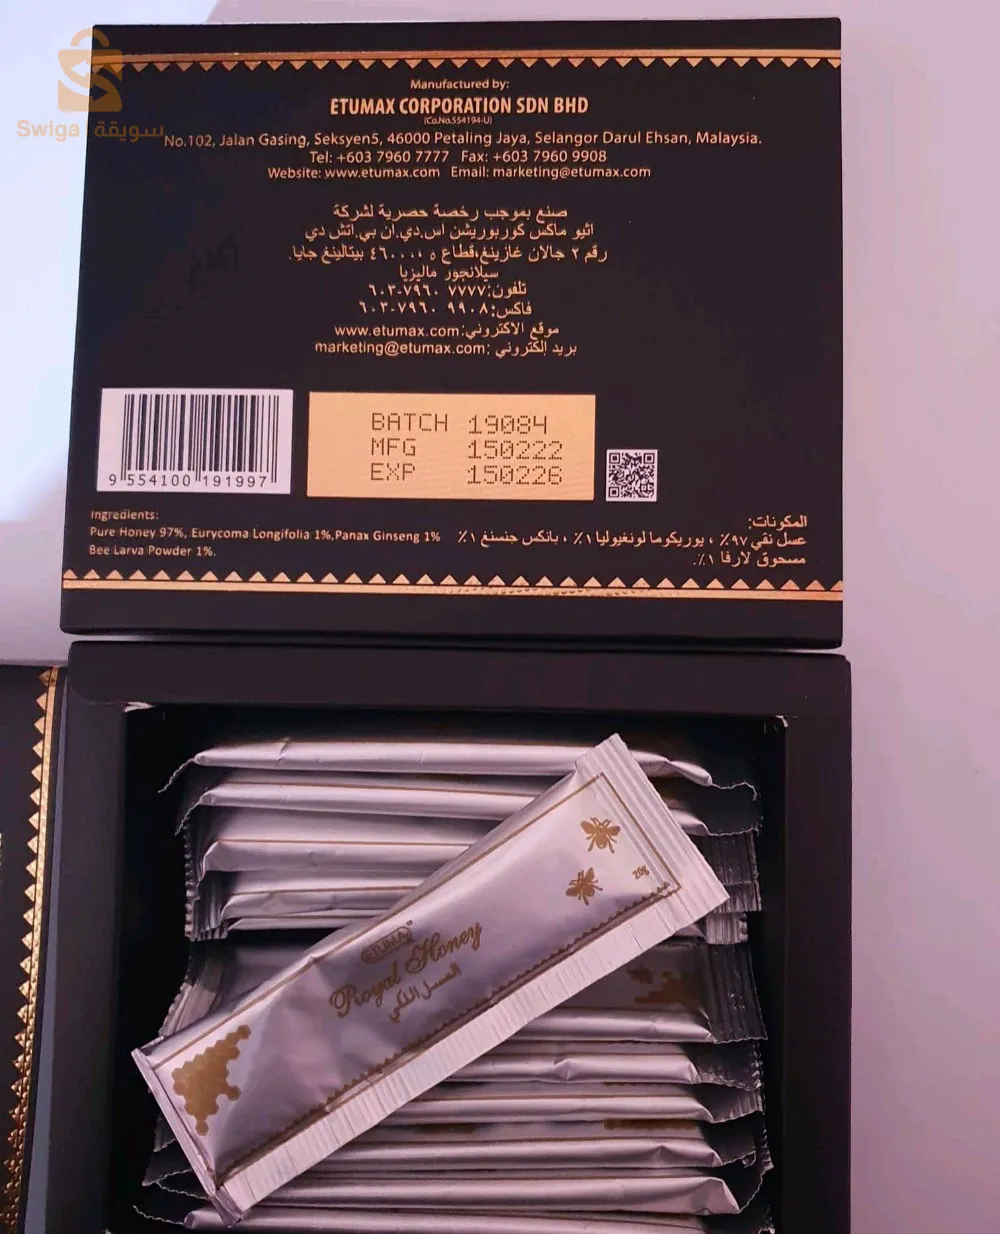 Swiga سويقة
Manufactured by:
ETUMAX CORPORATION SDN BHD
(Co.No.554194-U)
No.102, Jalan Gasing, Seksyen5, 46000 Petaling Jaya, Selangor Darul Ehsan, Malaysia.
Tel: +603 7960 7777 Fax: +603 7960 9908
Website: www.etumax.com Email: marketing@etumax.com
صنع بموجب رخصة حصرية لشركة
اتيو ماكس كوربوريشن اس.دي.ان بي.اتش دي
رقم ٢ جالان غازينغ،قطاع ٥ ،٤٦٠٠٠ بيتالينغ جايا.
سيلانجور ماليزيا
تلفون: ٧٧٧٧ ٧٩٦٠-٦٠٣
فاكس: ٩٩٠٨ ٧٩٦٠-٦٠٣
موقع الاكتروني: www.etumax.com
بريد إلكتروني: marketing@etumax.com
BATCH 19084
MFG 150222
EXP 150226
9 554100 191997
Ingredients:
Pure Honey 97%, Eurycoma Longifolia 1%,Panax Ginseng 1%
Bee Larva Powder 1%.
المكونات:
عسل نقي ٩٧٪ ، يوريكوما لونغيوليا ١٪ ، بانكس جنسنغ ١٪
مسحوق لارفا ١٪.
20g
ETUMAX
Royal Honey
العسل الملكي